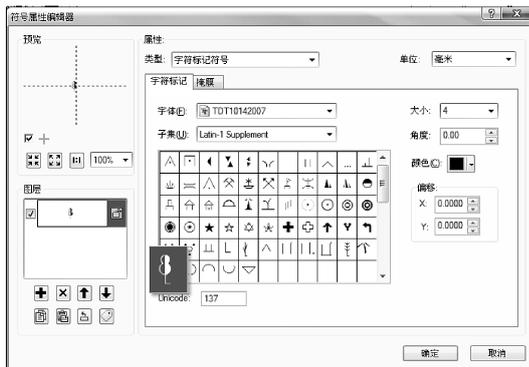 符号属性编辑器
预览
100%
图层
属性:
类型: 字符标记符号
单位: 毫米
字符标记 掩膜
字体(F): TDT10142007
大小: 4
子集(U): Latin-1 Supplement
角度: 0.00
颜色(C):
偏移:
X: 0.0000
Y: 0.0000
Unicode: 137
确定 取消